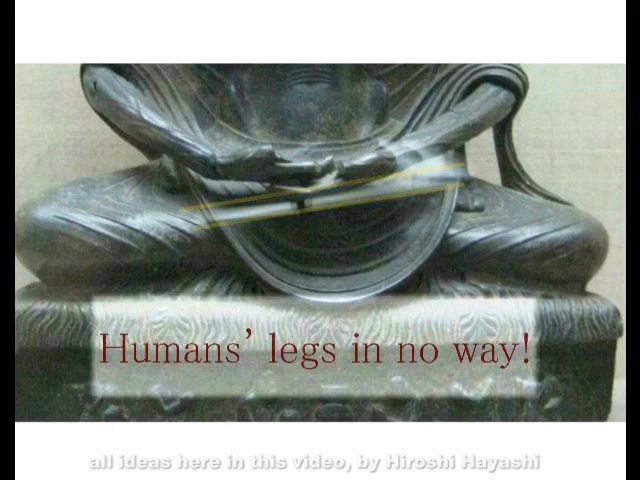 Humans’ legs in no way!
all ideas here in this video, by Hiroshi Hayashi